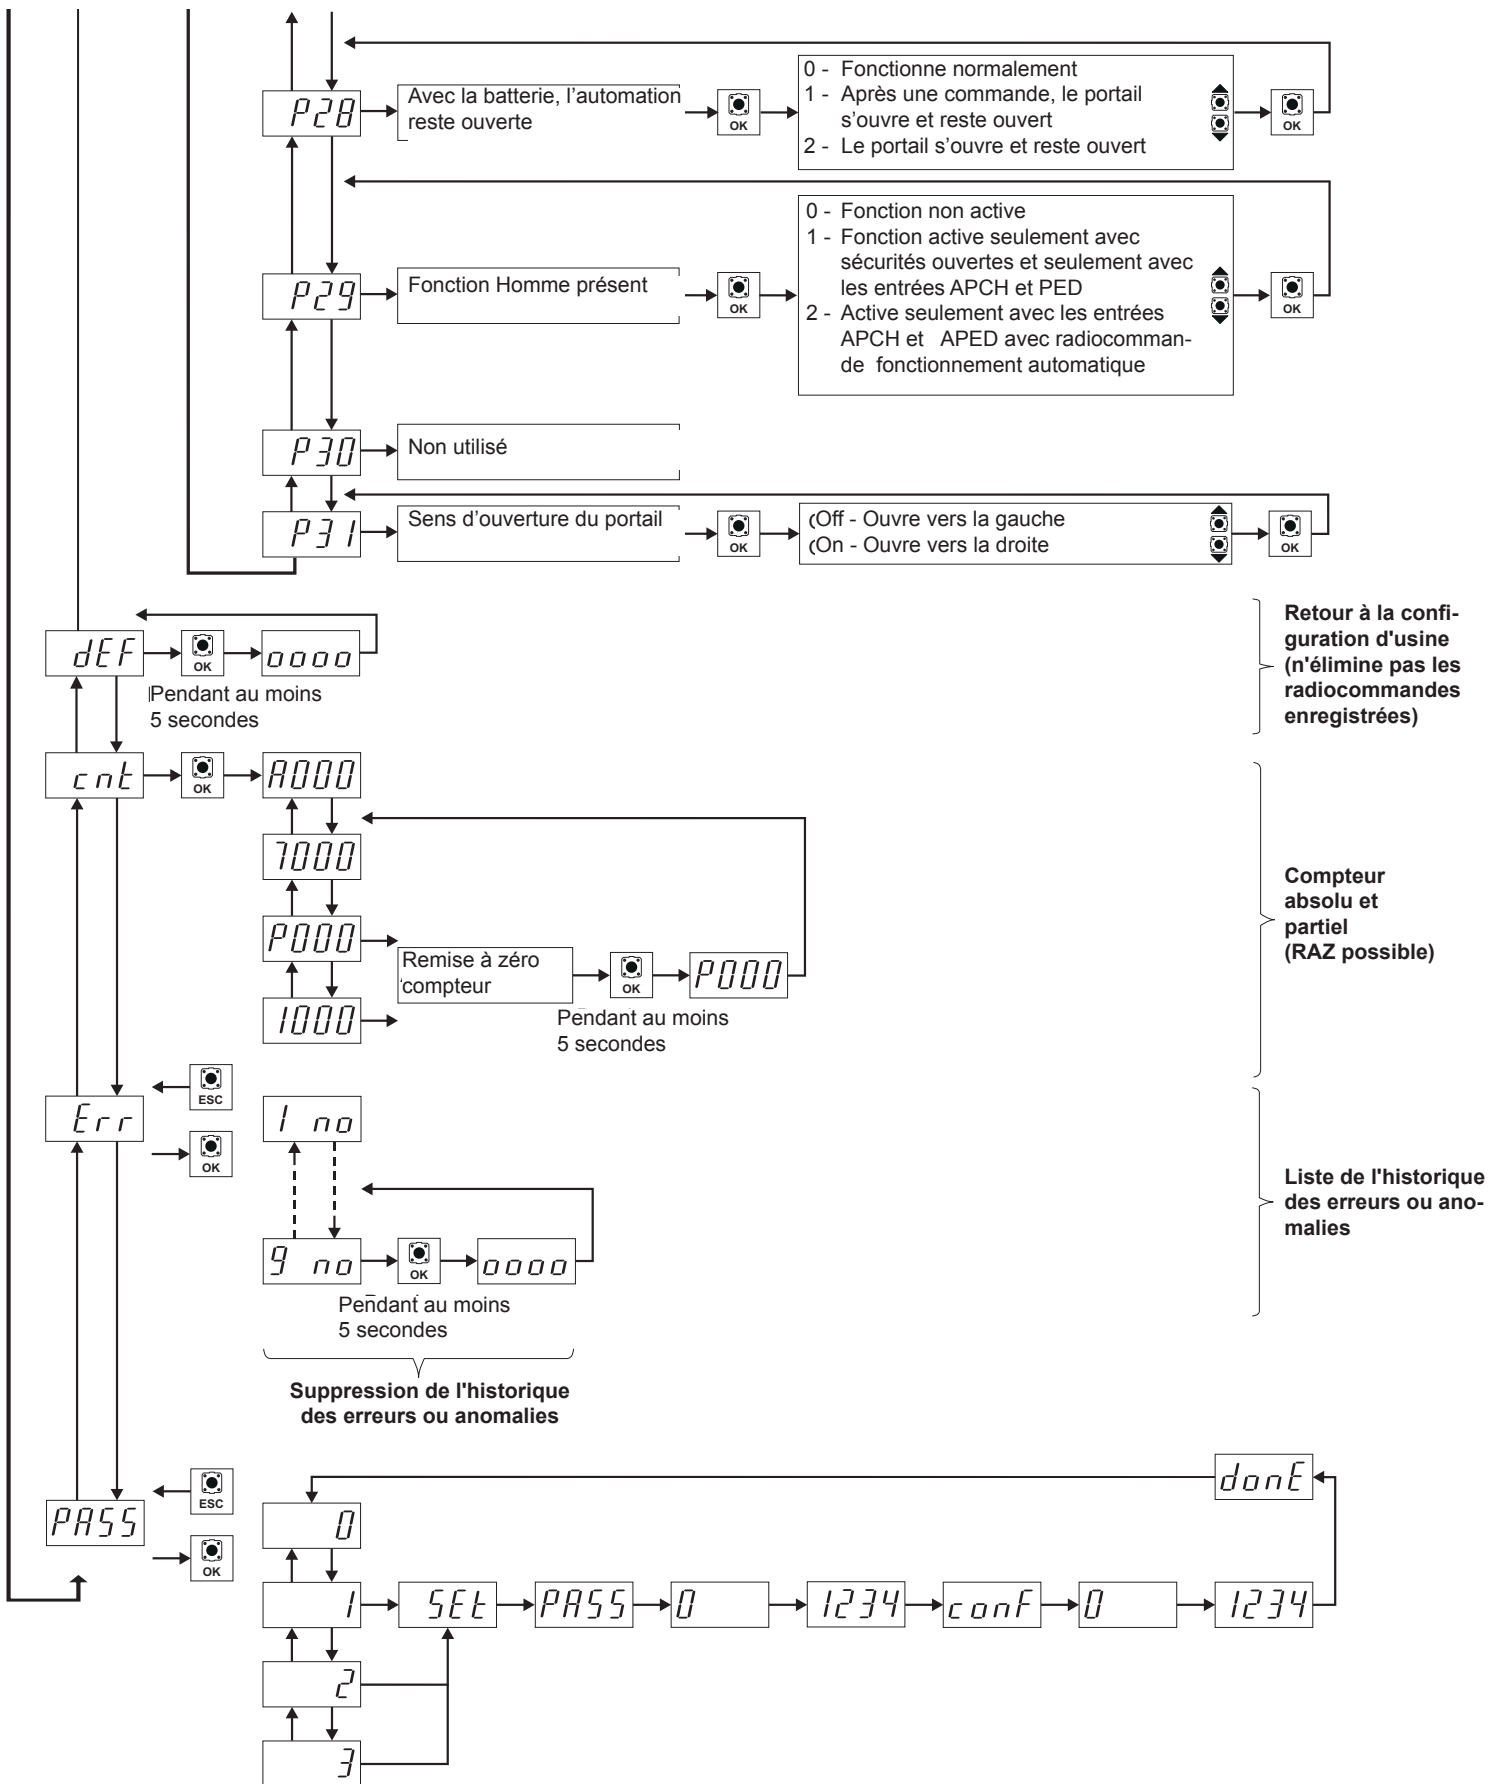 0 - Fonctionne normalement
P28
Avec la batterie, l'automation
reste ouverte
OK
1 - Après une commande, le portail
s'ouvre et reste ouvert
2 - Le portail s'ouvre et reste ouvert
OK
P29
Fonction Homme présent
OK
0 - Fonction non active
1 - Fonction active seulement avec
sécurités ouvertes et seulement avec
les entrées APCH et PED
2 - Active seulement avec les entrées
APCH et APED avec radiocomman-
de fonctionnement automatique
OK
P30
Non utilisé
P31
Sens d'ouverture du portail
OK
(Off - Ouvre vers la gauche
(On - Ouvre vers la droite
OK
dEF
OK
oooo
Pendant au moins
5 secondes
Retour à la confi-
guration d'usine
(n'élimine pas les
radiocommandes
enregistrées)
cnt
OK
A000
7000
P000
1000
Remise à zéro
compteur
OK
P000
Pendant au moins
5 secondes
Compteur
absolu et
partiel
(RAZ possible)
Err
ESC
OK
1 no
9 no
OK
oooo
Pendant au moins
5 secondes
Suppression de l'historique
des erreurs ou anomalies
Liste de l'historique
des erreurs ou ano-
malies
PASS
ESC
OK
donE
0
1
SEt
PASS
0
1234
conF
0
1234
2
3